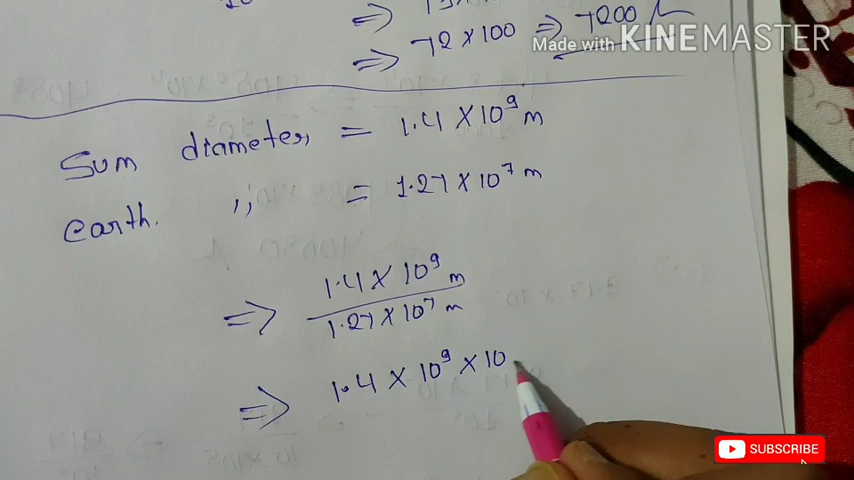 ⇒ 72 × 100 ⇒ 7200
Made with KINEMASTER
Sum diameter, = 1.4 × 10⁹ m
earth. ,, = 1.27 × 10⁷ m
⇒ 1.4 × 10⁹ m
1.27 × 10⁷ m
⇒ 1.4 × 10⁹ × 10
SUBSCRIBE